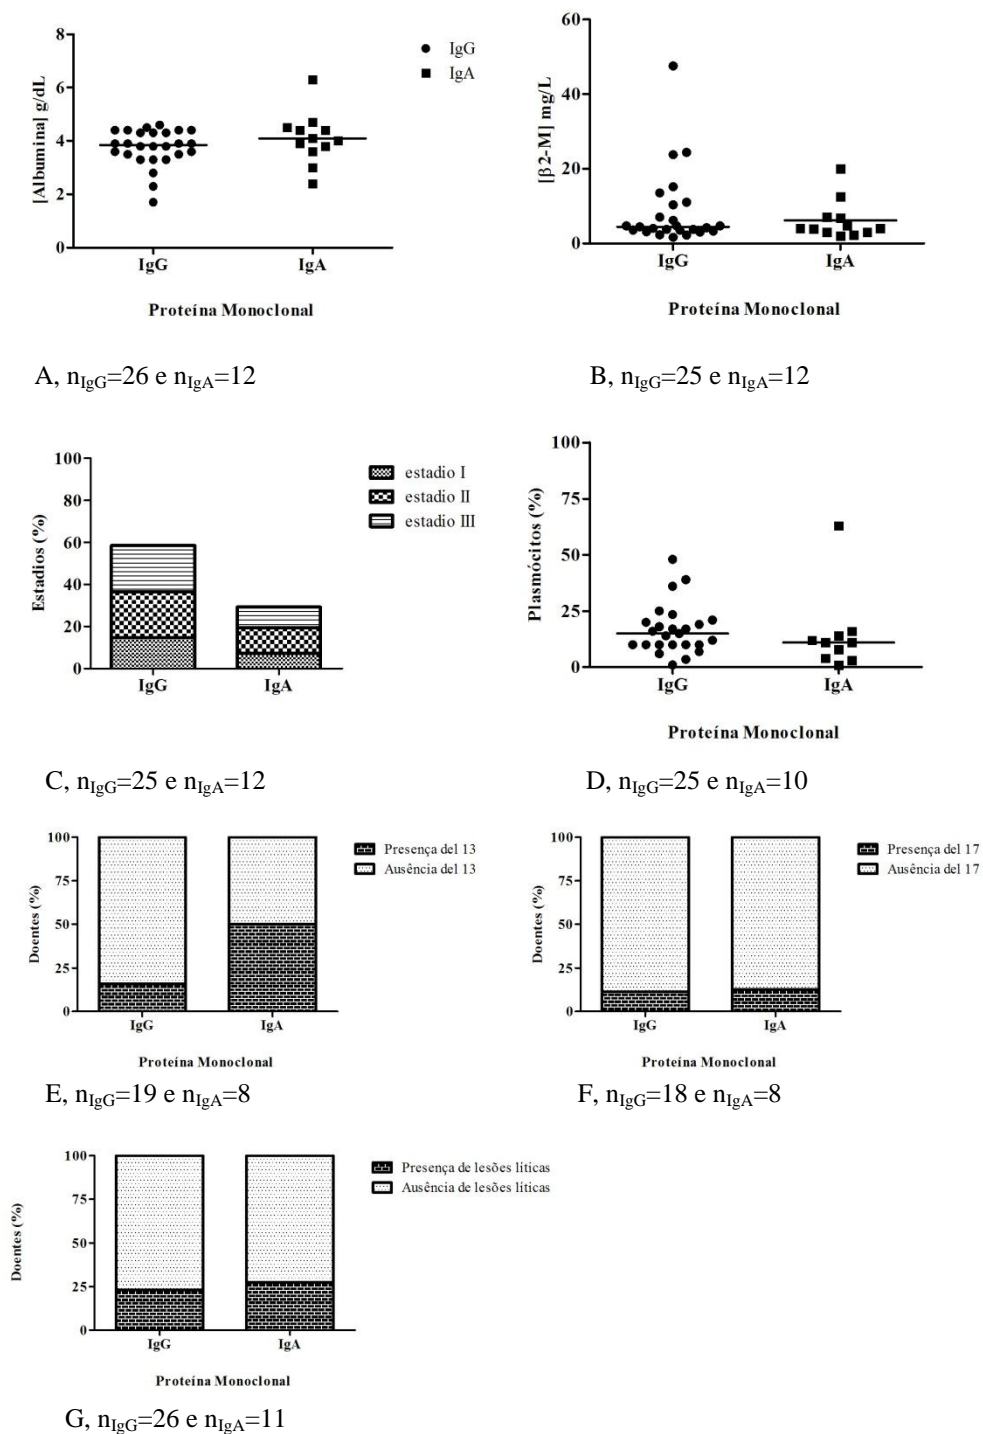 [Albumina] g/dL
8
6
4
2
0
IgG
IgA
Proteína Monoclonal
IgG
IgA
[β2-M] mg/L
60
40
20
0
IgG
IgA
Proteína Monoclonal
A, nIgG=26 e nIgA=12
B, nIgG=25 e nIgA=12
Estadios (%)
100
80
60
40
20
0
IgG
IgA
estadio I
estadio II
estadio III
Plasmócitos (%)
100
75
50
25
0
IgG
IgA
Proteína Monoclonal
C, nIgG=25 e nIgA=12
D, nIgG=25 e nIgA=10
Doentes (%)
100
75
50
25
0
IgG
IgA
Proteína Monoclonal
Presença del 13
Ausência del 13
Doentes (%)
100
75
50
25
0
IgG
IgA
Proteína Monoclonal
Presença del 17
Ausência del 17
E, nIgG=19 e nIgA=8
F, nIgG=18 e nIgA=8
Doentes (%)
100
75
50
25
0
IgG
IgA
Proteína Monoclonal
Presença de lesões líticas
Ausência de lesões líticas
G, nIgG=26 e nIgA=11